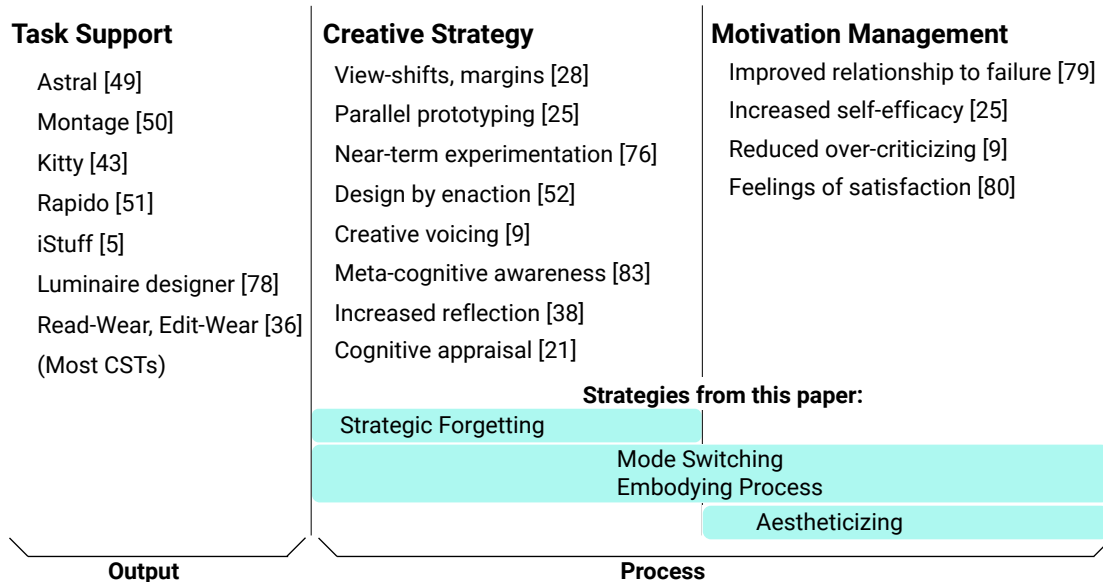 Task Support
Astral [49]
Montage [50]
Kitty [43]
Rapido [51]
iStuff [5]
Luminaire designer [78]
Read-Wear, Edit-Wear [36]
(Most CSTs)
Creative Strategy
View-shifts, margins [28]
Parallel prototyping [25]
Near-term experimentation [76]
Design by enaction [52]
Creative voicing [9]
Meta-cognitive awareness [83]
Increased reflection [38]
Cognitive appraisal [21]
Motivation Management
Improved relationship to failure [79]
Increased self-efficacy [25]
Reduced over-criticizing [9]
Feelings of satisfaction [80]
Strategies from this paper:
Strategic Forgetting
Mode Switching
Embodying Process
Aestheticizing
Output
Process